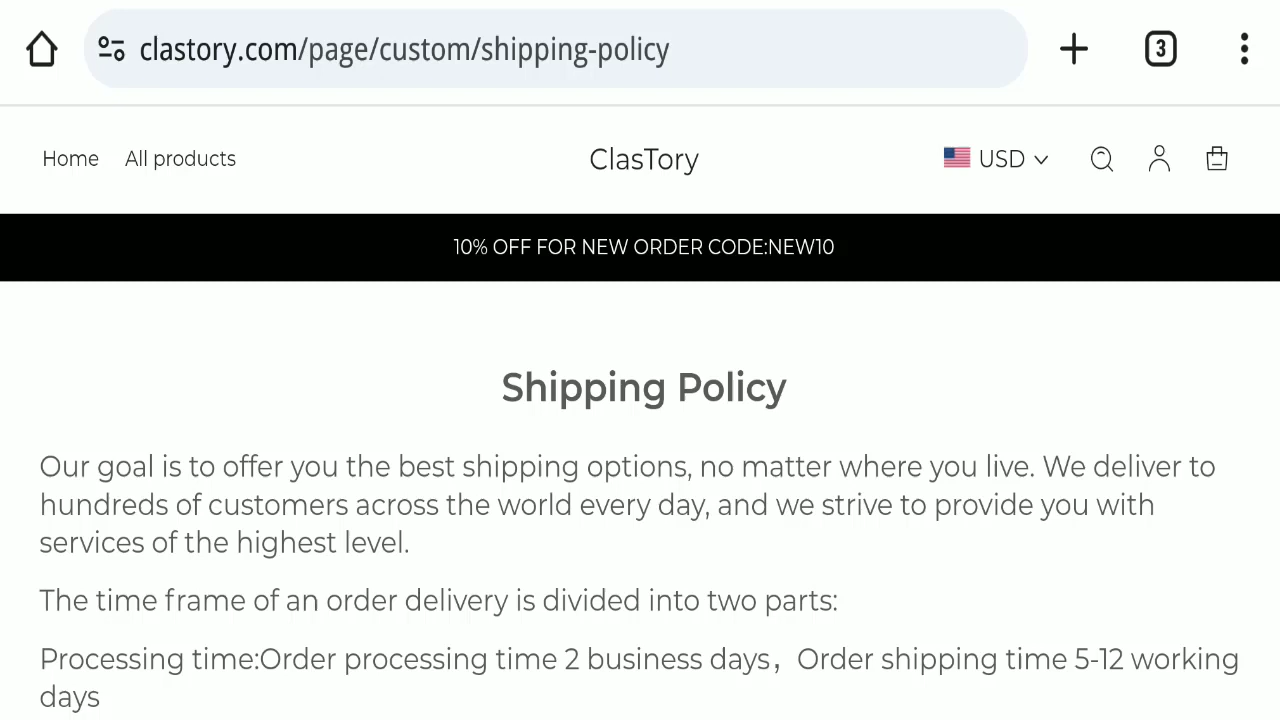 clastory.com/page/custom/shipping-policy
3
Home
All products
ClasTory
USD
10% OFF FOR NEW ORDER CODE:NEW10
Shipping Policy
Our goal is to offer you the best shipping options, no matter where you live. We deliver to
hundreds of customers across the world every day, and we strive to provide you with
services of the highest level.
The time frame of an order delivery is divided into two parts:
Processing time:Order processing time 2 business days，Order shipping time 5-12 working
days